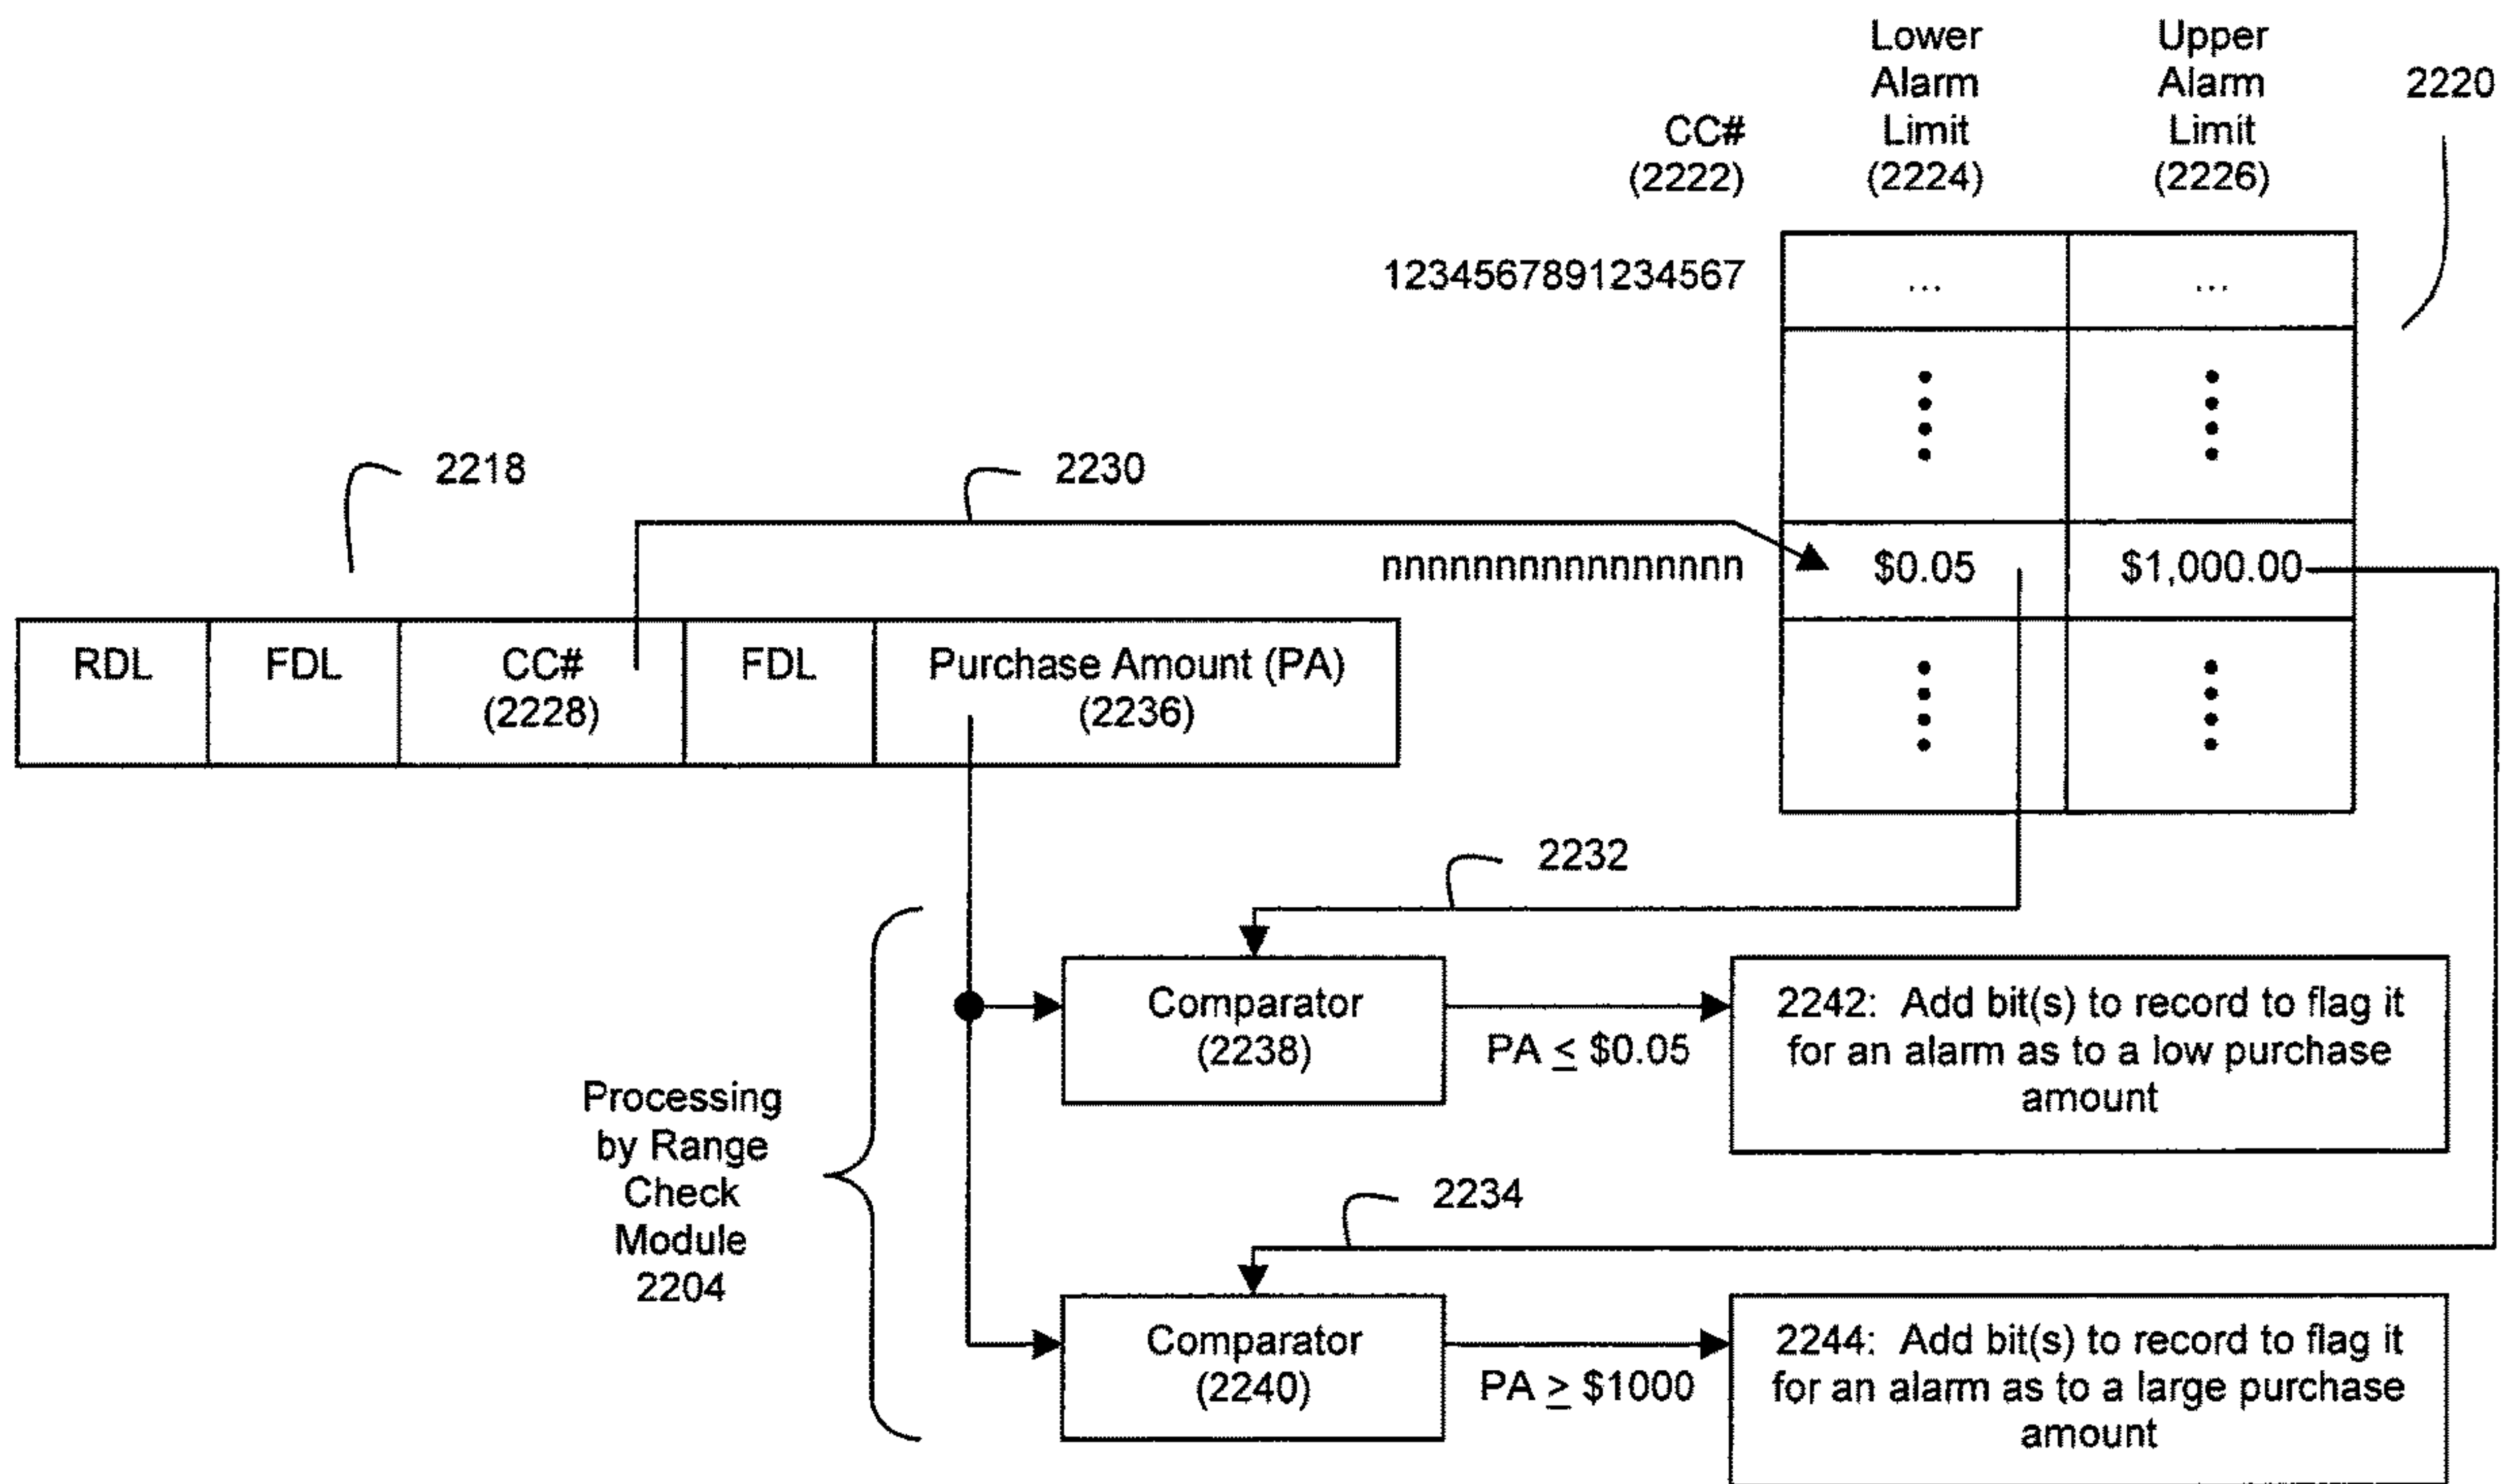 Lower
Alarm
Limit
(2224)
Upper
Alarm
Limit
(2226)
2220
CC#
(2222)
1234567891234567
...
...
2218
2230
nnnnnnnnnnnnnnnn
$0.05
$1,000.00
RDL
FDL
CC#
(2228)
FDL
Purchase Amount (PA)
(2236)
2232
Comparator
(2238)
PA ≤ $0.05
2242: Add bit(s) to record to flag it
for an alarm as to a low purchase
amount
Processing
by Range
Check
Module
2204
2234
Comparator
(2240)
PA ≥ $1000
2244: Add bit(s) to record to flag it
for an alarm as to a large purchase
amount